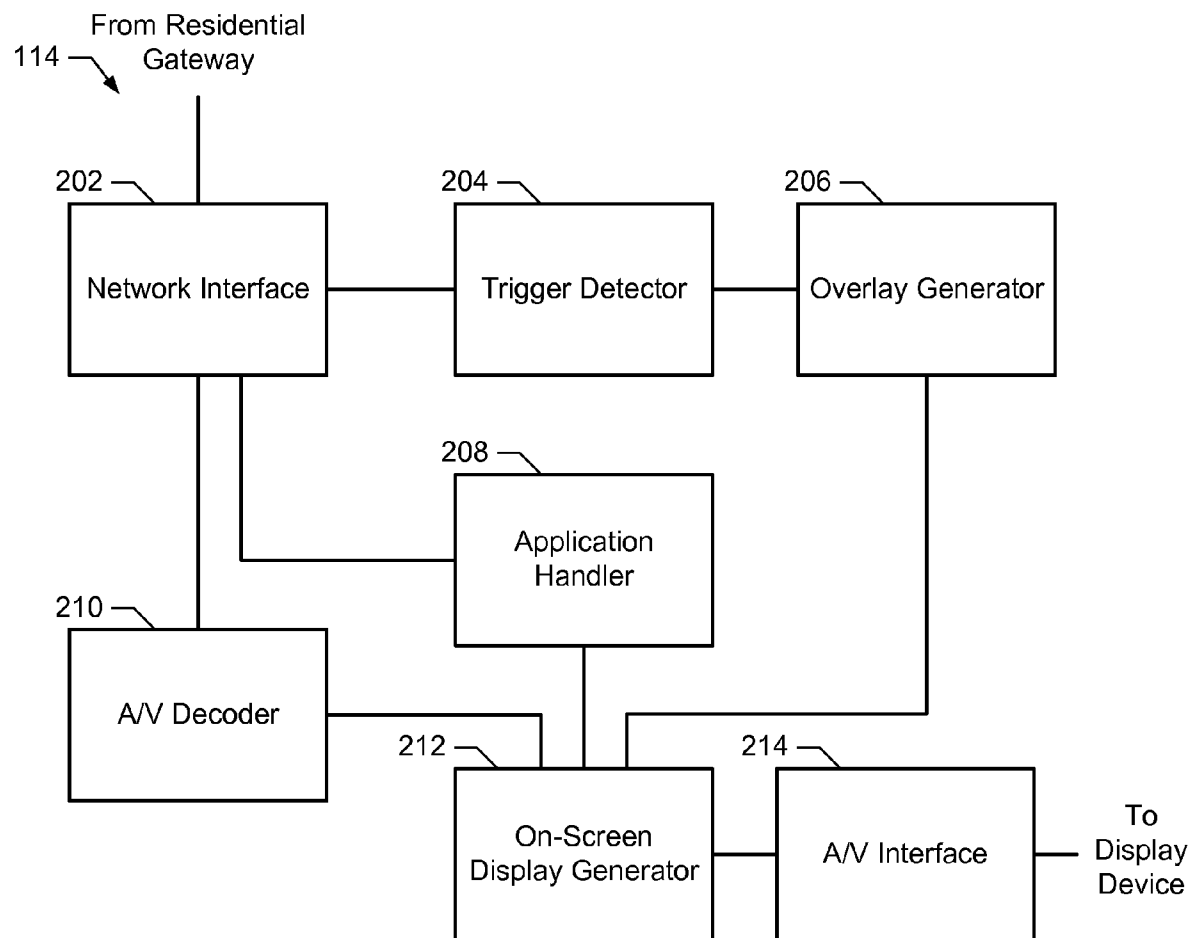 From Residential
Gateway
114
202
204
206
Network Interface
Trigger Detector
Overlay Generator
208
Application
Handler
210
A/V Decoder
212
214
On-Screen
Display Generator
A/V Interface
To
Display
Device